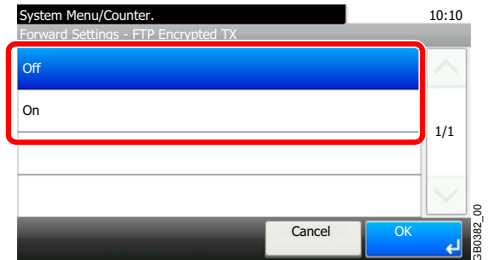 System Menu/Counter. 10:10
Forward Settings - FTP Encrypted TX
Off
On
1/1
Cancel OK
GB0382_00